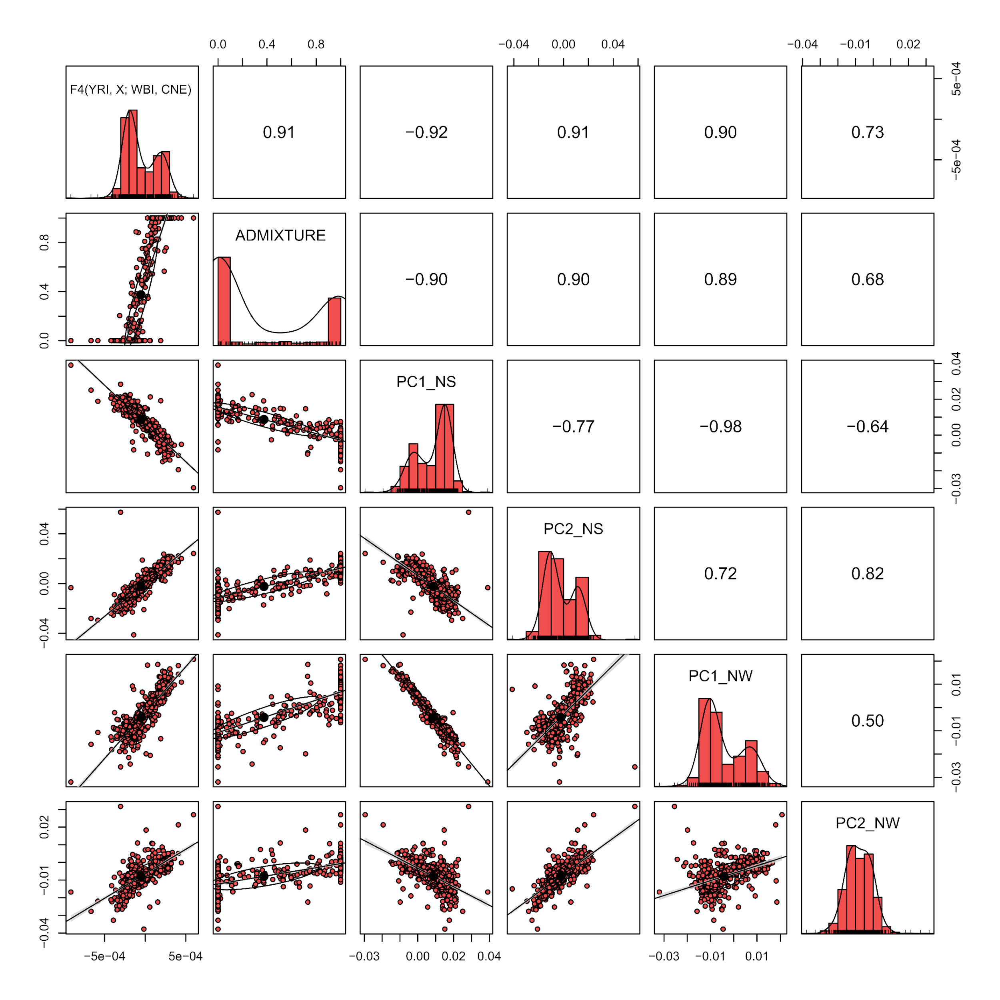 0.0 0.4 0.8 −0.04 0.00 0.04 −0.04 −0.01 0.02
F4(YRI, X; WBI, CNE)
0.91 −0.92 0.91 0.90 0.73
−5e−04 5e−04
ADMIXTURE
−0.90 0.90 0.89 0.68
0.0 0.4 0.8
PC1_NS
−0.77 −0.98 −0.64
−0.03 0.00 0.02 0.04
PC2_NS
0.72 0.82
−0.04 0.00 0.04
PC1_NW
0.50
−0.03 −0.01 0.01
PC2_NW
−0.04 −0.01 0.02
−5e−04 5e−04 −0.03 0.00 0.02 0.04 −0.03 −0.01 0.01